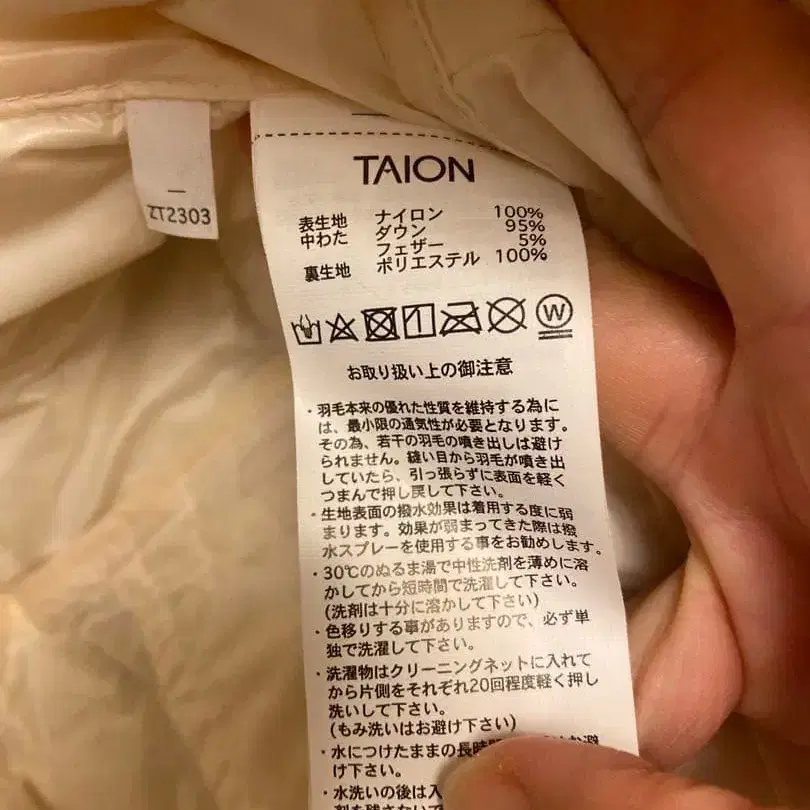 ZT2303
TAION
表生地 ナイロン 100%
中わた ダウン 95%
フェザー 5%
裏生地 ポリエステル 100%
W
お取り扱い上の御注意
・羽毛本来の優れた性質を維持する為に
は、最小限の通気性が必要となります。
その為、若干の羽毛の噴き出しは避け
られません。縫い目から羽毛が噴き出
していたら、引っ張らずに表面を軽く
つまんで押し戻して下さい。
・生地表面の撥水効果は着用する度に弱
まります。効果が弱まってきた際は撥
水スプレーを使用する事をお勧めします。
・30℃のぬるま湯で中性洗剤を薄めに溶
かしてから短時間で洗濯して下さい。
(洗剤は十分に溶かして下さい)
・色移りする事がありますので、必ず単
独で洗濯して下さい。
・洗濯物はクリーニングネットに入れて
から片側をそれぞれ20回程度軽く押し
洗いして下さい。
(もみ洗いはお避け下さい)
・水につけたままの長時
け下さい。
・水洗いの後は入
剤を残さないで